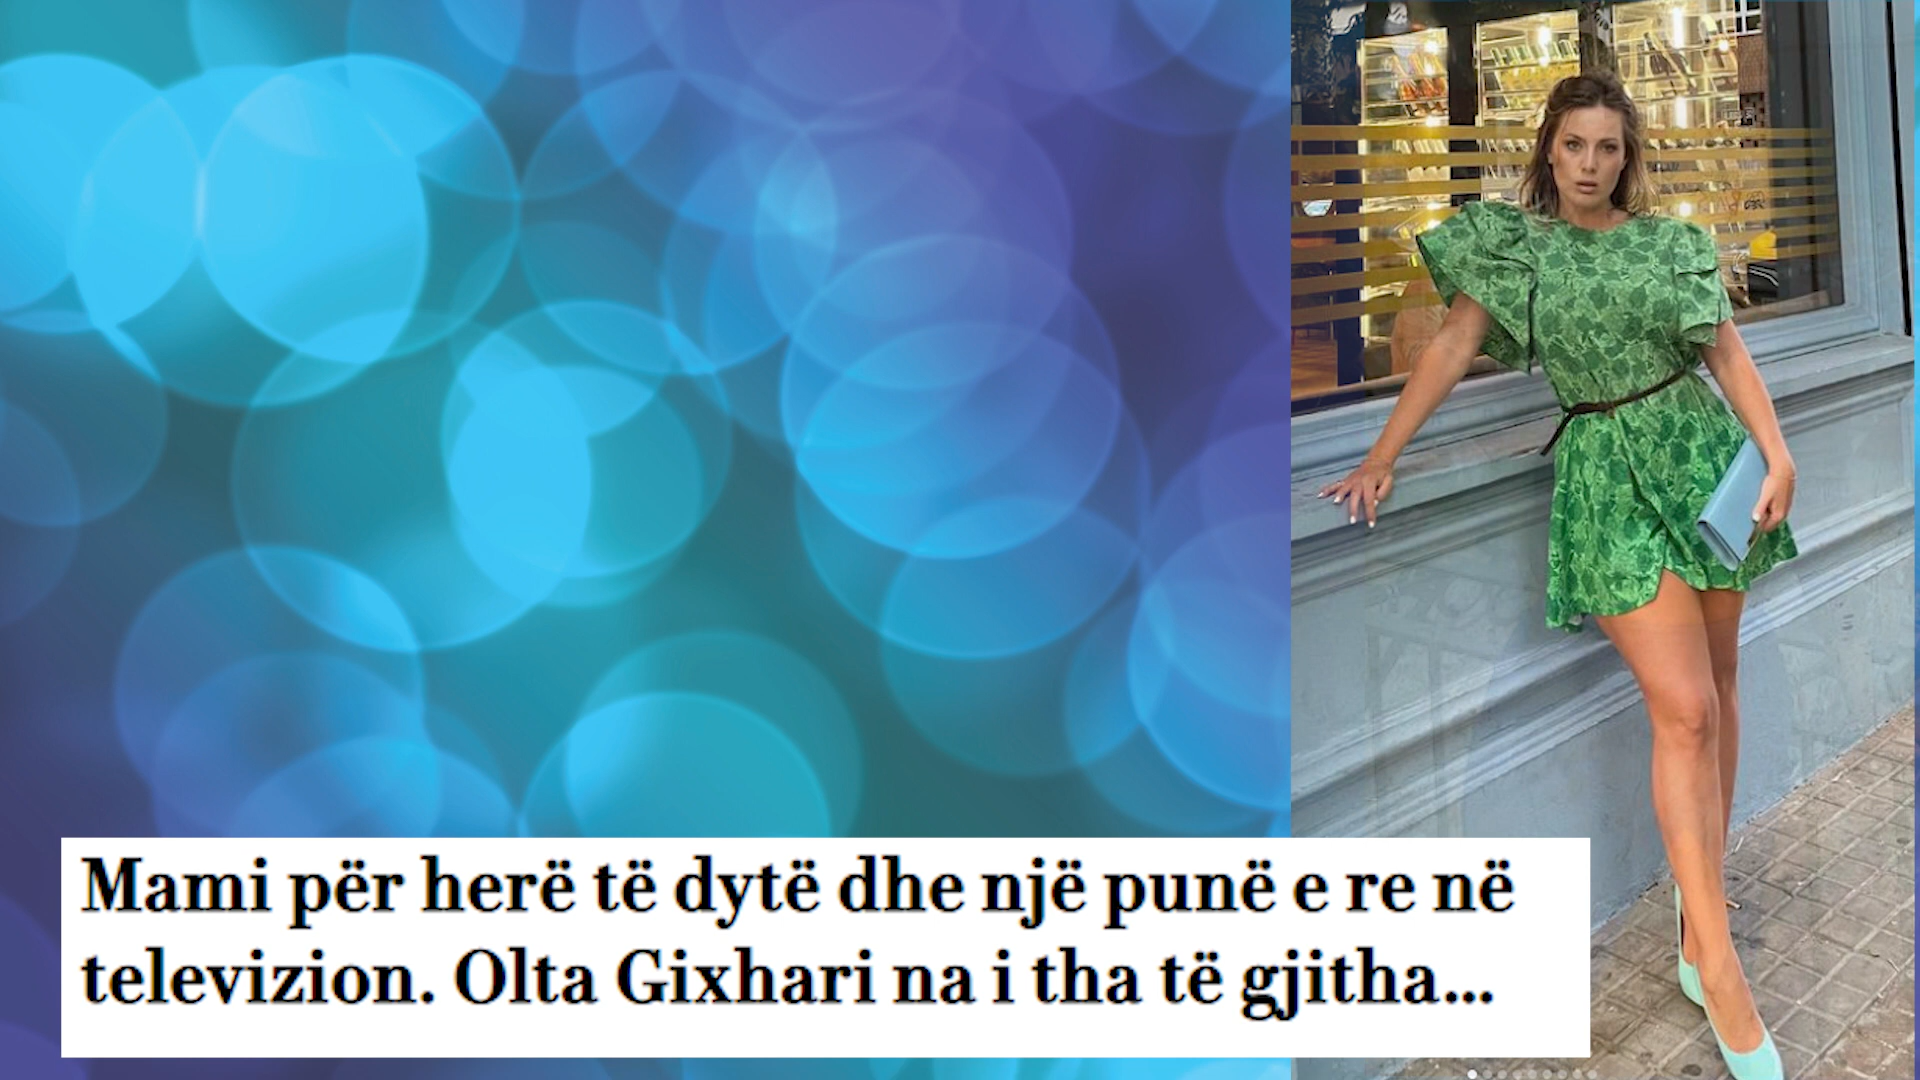 Mami për herë të dytë dhe një punë e re në
televizion. Olta Gixhari na i tha të gjitha...